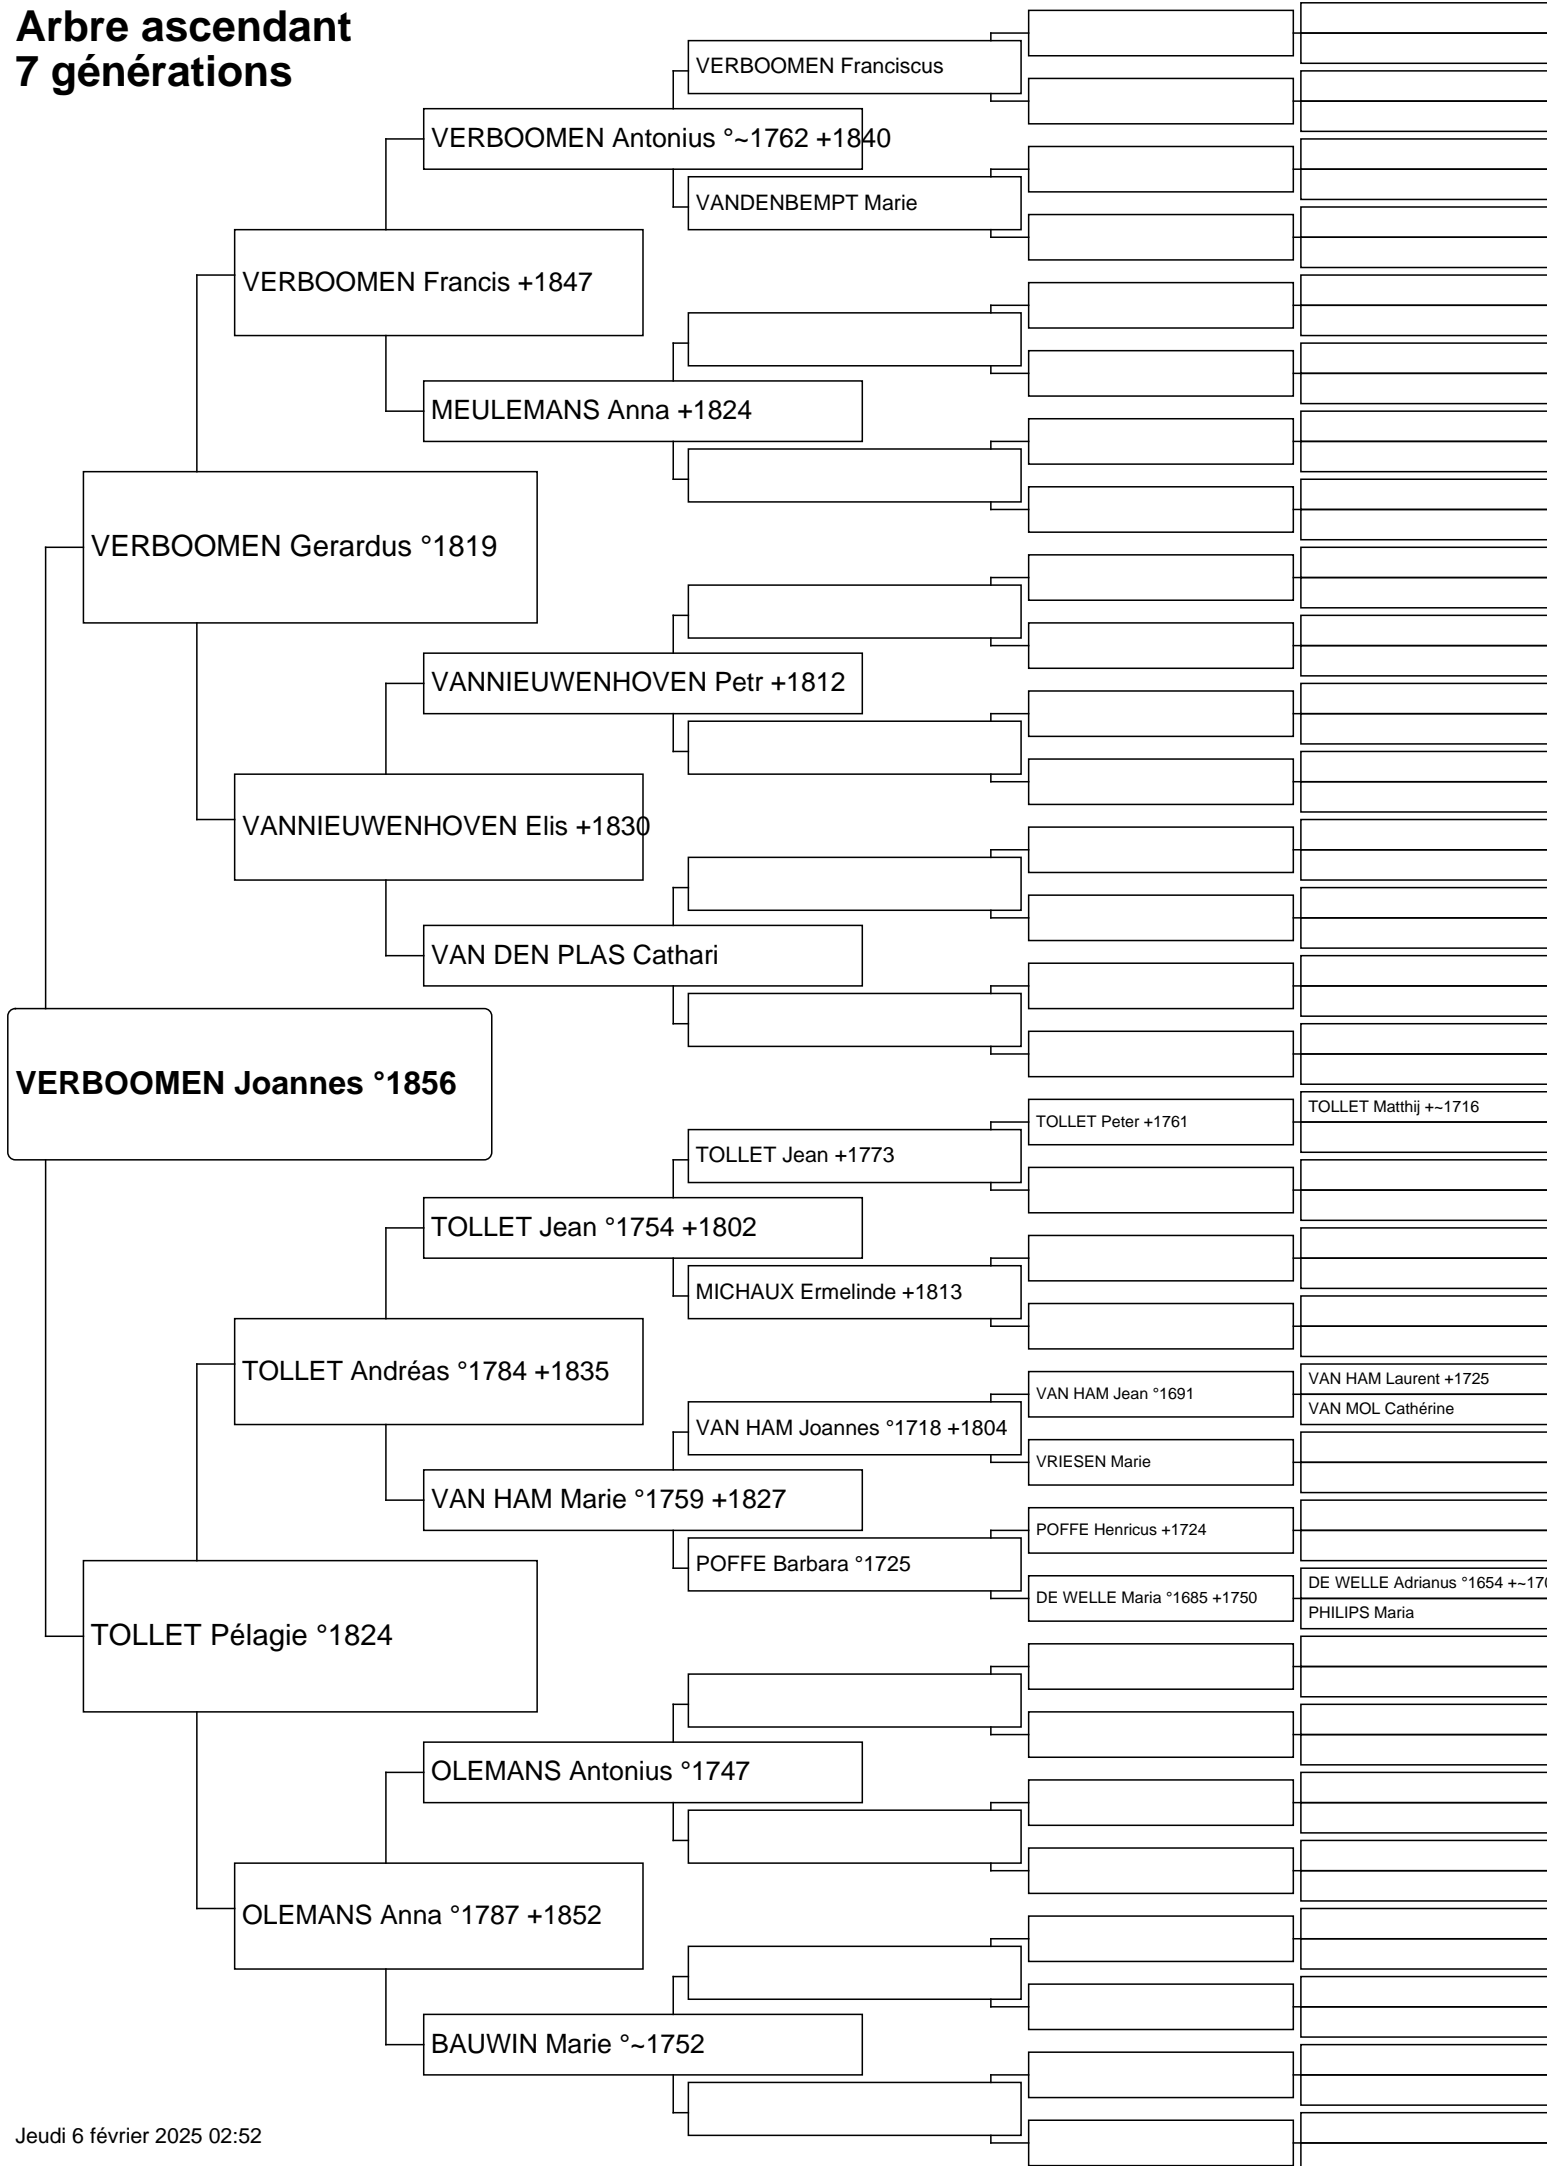 Arbre ascendant
7 générations
VERBOOMEN Franciscus
VERBOOMEN Antonius °~1762 +1840
VANDENBEMPT Marie
VERBOOMEN Francis +1847
MEULEMANS Anna +1824
VERBOOMEN Gerardus °1819
VANNIEUWENHOVEN Petr +1812
VANNIEUWENHOVEN Elis +1830
VAN DEN PLAS Cathari
VERBOOMEN Joannes °1856
TOLLET Matthij +~1716
TOLLET Peter +1761
TOLLET Jean +1773
TOLLET Jean °1754 +1802
MICHAUX Ermelinde +1813
TOLLET Andréas °1784 +1835
VAN HAM Laurent +1725
VAN HAM Jean °1691
VAN MOL Cathérine
VAN HAM Joannes °1718 +1804
VRIESEN Marie
VAN HAM Marie °1759 +1827
POFFE Henricus +1724
POFFE Barbara °1725
DE WELLE Adrianus °1654
DE WELLE Maria °1685 +1750
PHILIPS Maria
TOLLET Pélagie °1824
OLEMANS Antonius °1747
OLEMANS Anna °1787 +1852
BAUWIN Marie °~1752
Jeudi 6 février 2025 02:52